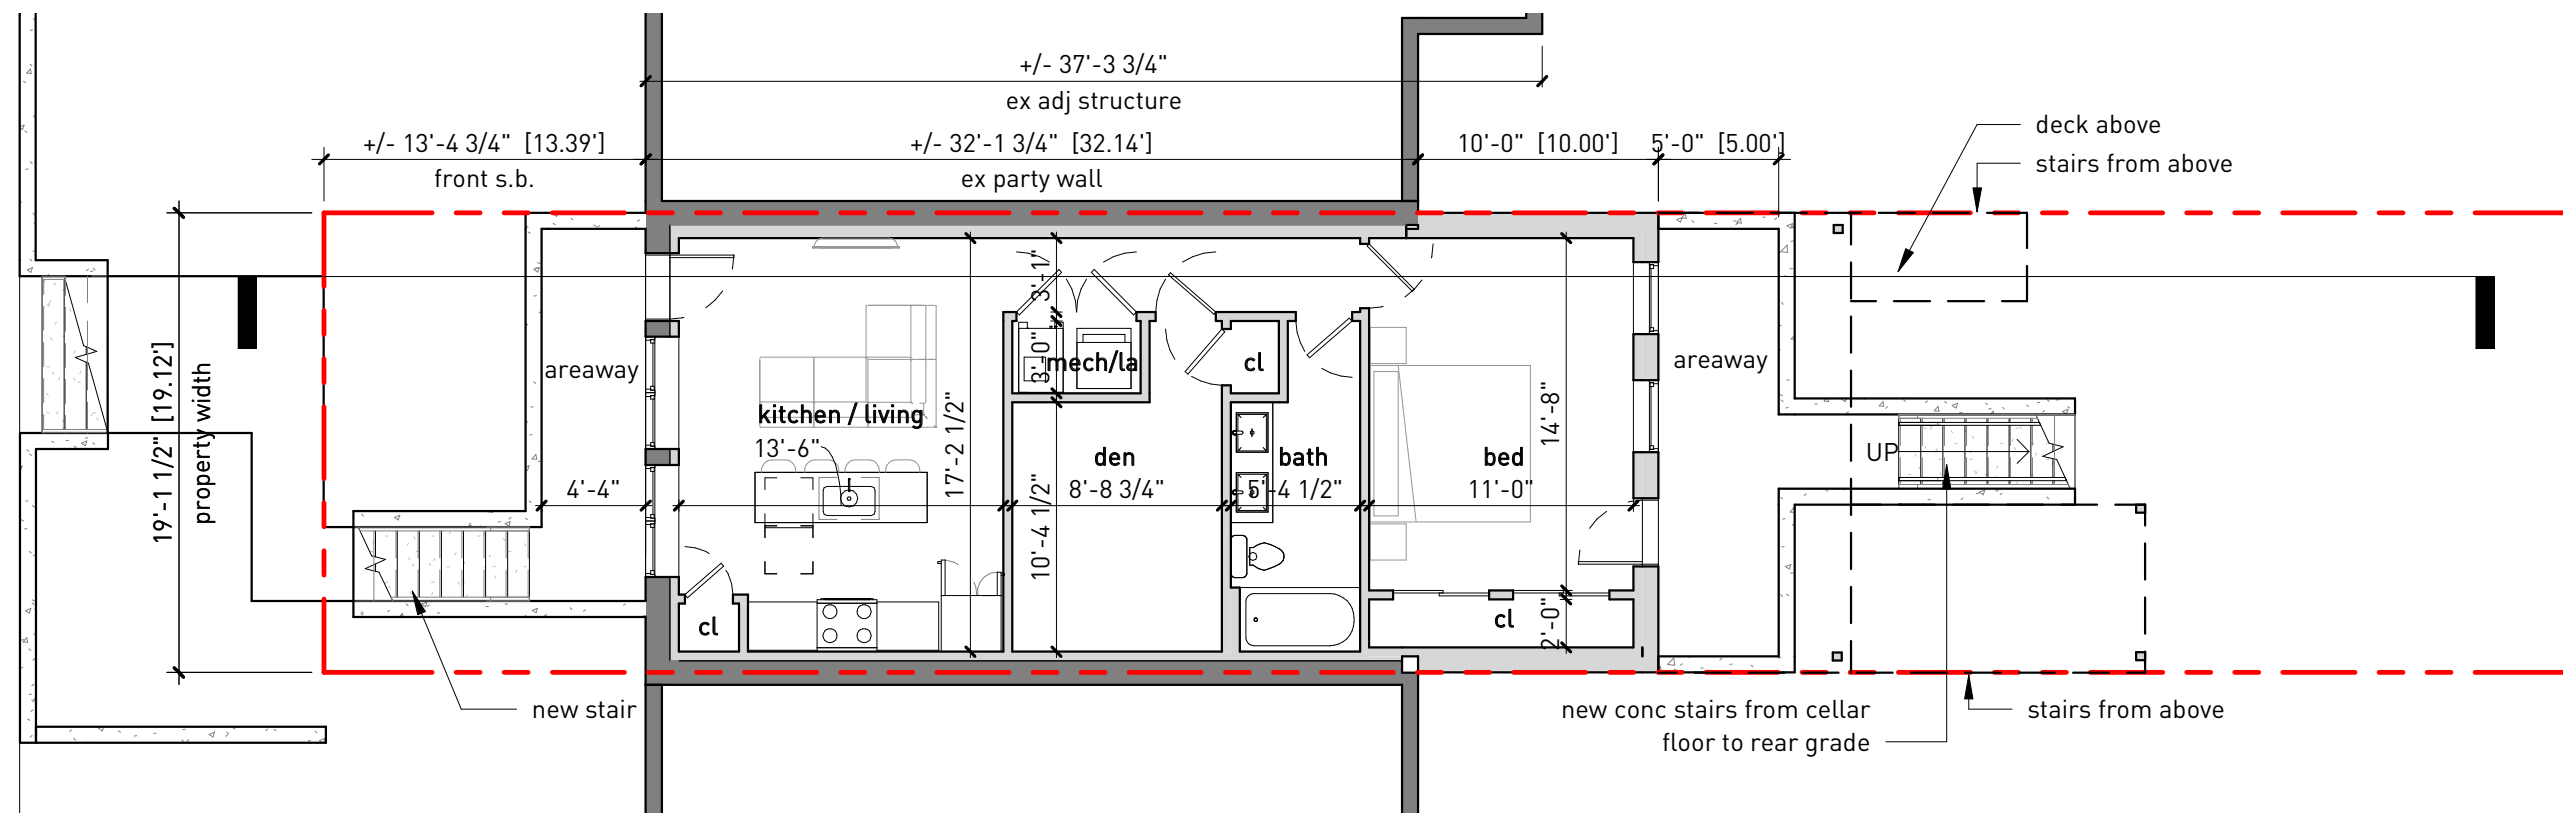 +/- 37'-3 3/4"
ex adj structure
+/- 13'-4 3/4" [13.39']
front s.b.
+/- 32'-1 3/4" [32.14']
ex party wall
10'-0" [10.00']
5'-0" [5.00']
deck above
stairs from above
19'-1 1/2" [19.12']
property width
areaway
4'-4"
kitchen / living
13'-6"
17'-2 1/2"
3'-1"
3'-0"
mech/la
10'-4 1/2"
den
8'-8 3/4"
cl
bath
5'-4 1/2"
bed
11'-0"
14'-8"
2'-0"
cl
cl
areaway
UP
new stair
new conc stairs from cellar
floor to rear grade
stairs from above